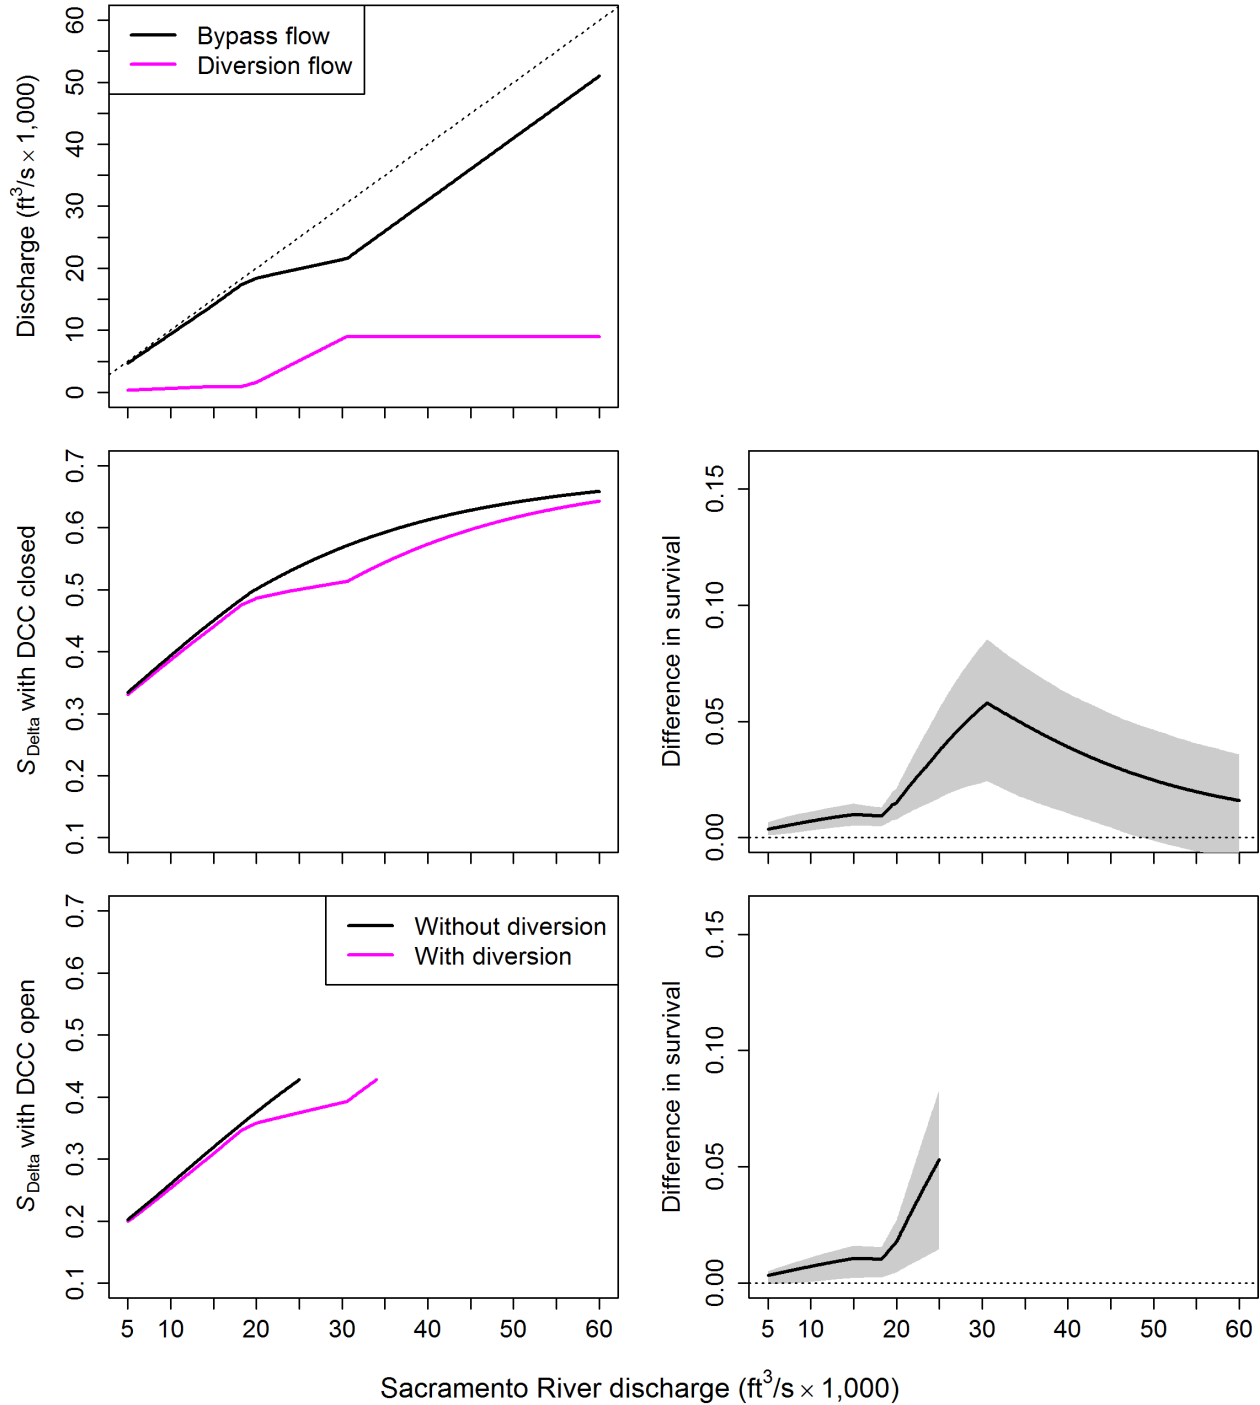 Discharge (ft³/s × 1,000)
60
50
40
30
20
10
0
Bypass flow
Diversion flow
S Delta with DCC closed
0.7
0.6
0.5
0.4
0.3
0.2
0.1
Difference in survival
0.15
0.10
0.05
0.00
S Delta with DCC open
0.7
0.6
0.5
0.4
0.3
0.2
0.1
Without diversion
With diversion
5 10 20 30 40 50 60
Difference in survival
0.15
0.10
0.05
0.00
5 10 20 30 40 50 60
Sacramento River discharge (ft³/s × 1,000)